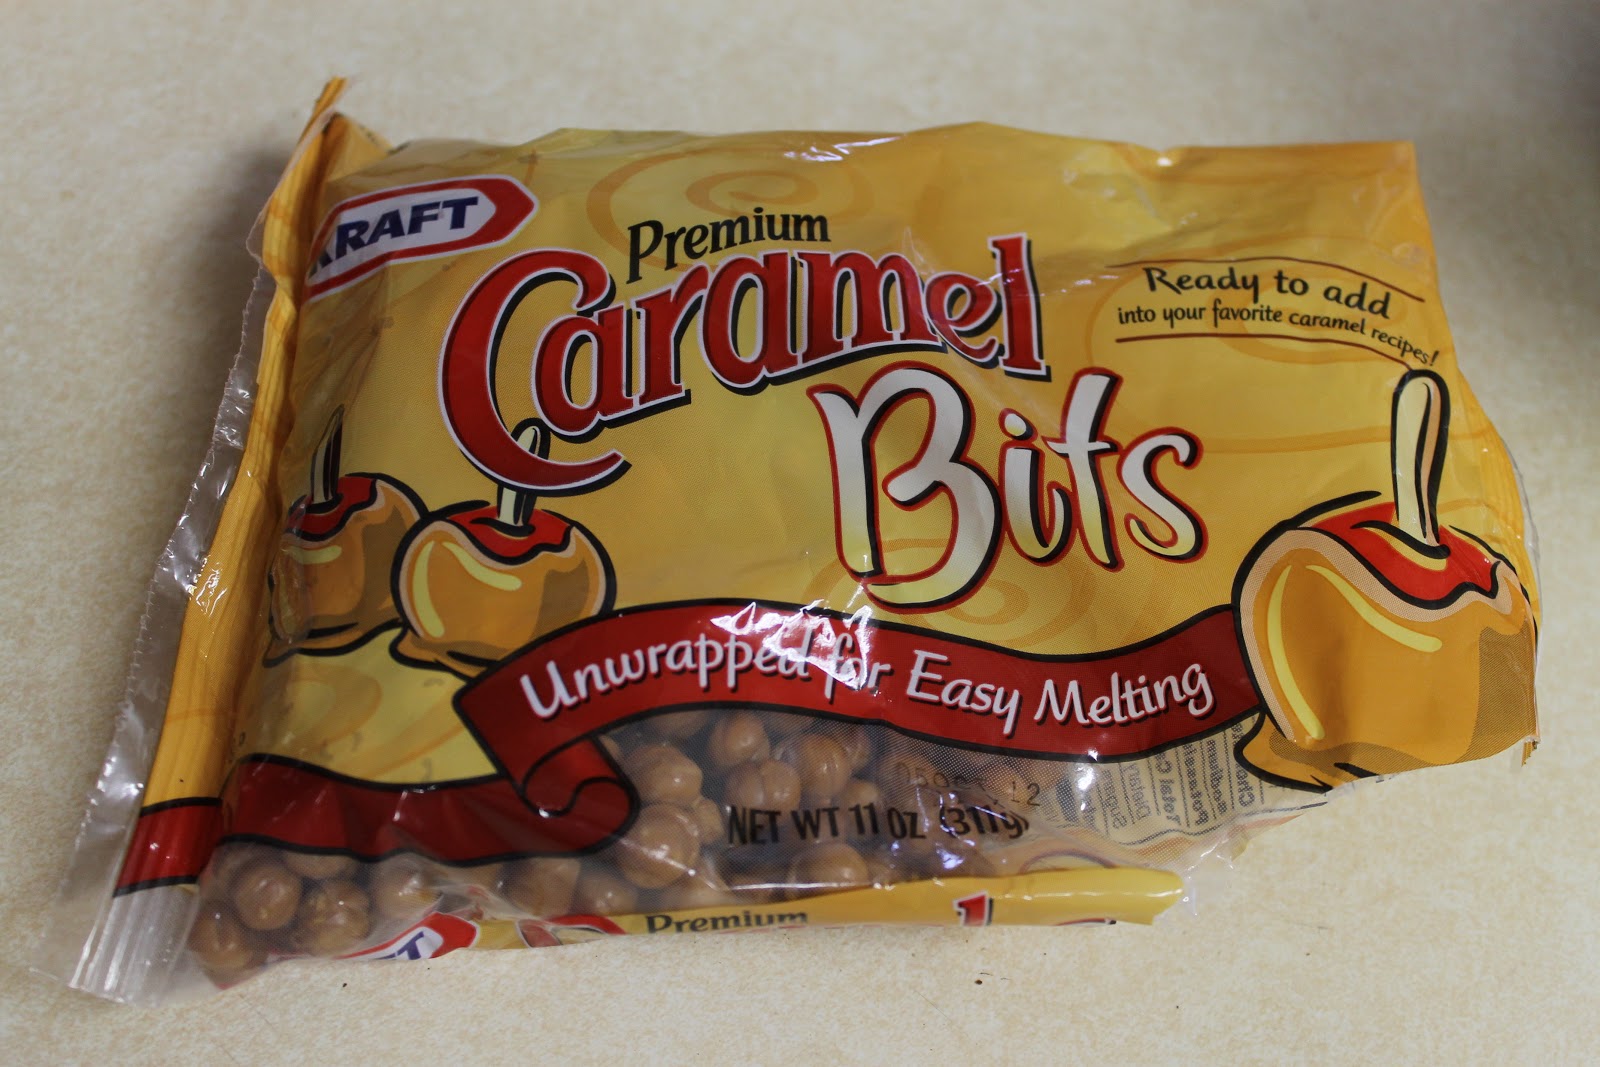 KRAFT
Premium
Caramel
Bits
Ready to add
into your favorite caramel recipes!
Unwrapped for Easy Melting
NET WT 11 OZ (311g)
Premium